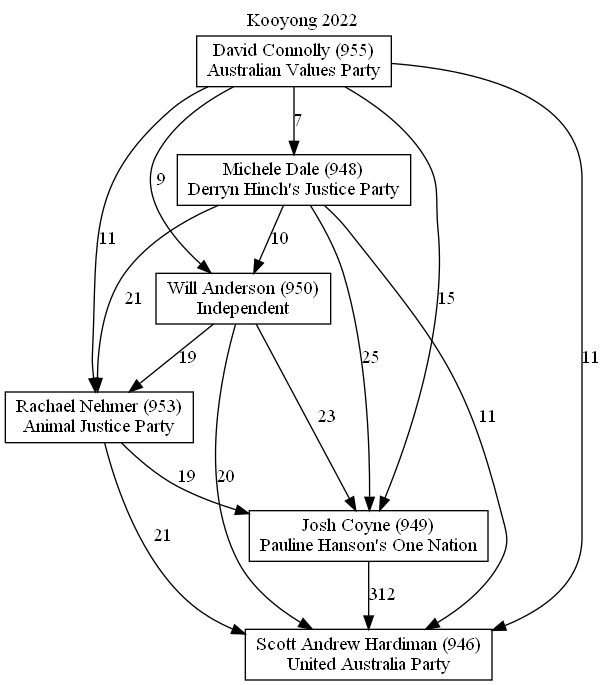 Kooyong 2022
David Connolly (955)
Australian Values Party
7
Michele Dale (948)
Derryn Hinch's Justice Party
9
11
10
21
15
Will Anderson (950)
Independent
19
25
11
Rachael Nehmer (953)
Animal Justice Party
23
11
19
20
21
Josh Coyne (949)
Pauline Hanson's One Nation
312
Scott Andrew Hardiman (946)
United Australia Party